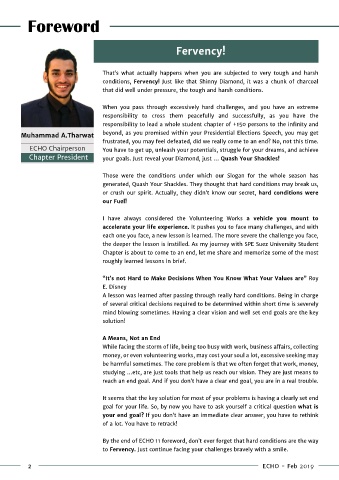 Foreword
Fervency!
Muhammad A.Tharwat
ECHO Chairperson
Chapter President
That's what actually happens when you are subjected to very tough and harsh
conditions, Fervency! Just like that Shinny Diamond, it was a chunk of charcoal
that did well under pressure, the tough and harsh conditions.
When you pass through excessively hard challenges, and you have an extreme
responsibility to cross them peacefully and successfully, as you have the
responsibility to lead a whole student chapter of +150 persons to the infinity and
beyond, as you promised within your Presidential Elections Speech, you may get
frustrated, you may feel defeated, did we really come to an end? No, not this time.
You have to get up, unleash your potentials, struggle for your dreams, and achieve
your goals. Just reveal your Diamond, just ... Quash Your Shackles!
Those were the conditions under which our Slogan for the whole season has
generated, Quash Your Shackles. They thought that hard conditions may break us,
or crush our spirit. Actually, they didn't know our secret, hard conditions were
our Fuel!
I have always considered the Volunteering Works a vehicle you mount to
accelerate your life experience. It pushes you to face many challenges, and with
each one you face, a new lesson is learned. The more severe the challenge you face,
the deeper the lesson is instilled. As my journey with SPE Suez University Student
Chapter is about to come to an end, let me share and memorize some of the most
roughly learned lessons in brief.
"It's not Hard to Make Decisions When You Know What Your Values are" Roy
E. Disney
A lesson was learned after passing through really hard conditions. Being in charge
of several critical decisions required to be determined within short time is severely
mind blowing sometimes. Having a clear vision and well set end goals are the key
solution!
A Means, Not an End
While facing the storm of life, being too busy with work, business affairs, collecting
money, or even volunteering works, may cost your soul a lot, excessive seeking may
be harmful sometimes. The core problem is that we often forget that work, money,
studying ...etc, are just tools that help us reach our vision. They are just means to
reach an end goal. And if you don't have a clear end goal, you are in a real trouble.
It seems that the key solution for most of your problems is having a clearly set end
goal for your life. So, by now you have to ask yourself a critical question what is
your end goal? If you don't have an immediate clear answer, you have to rethink
of a lot. You have to retrack!
By the end of ECHO 11 foreword, don't ever forget that hard conditions are the way
to Fervency. Just continue facing your challenges bravely with a smile.
2
ECHO - Feb 2019